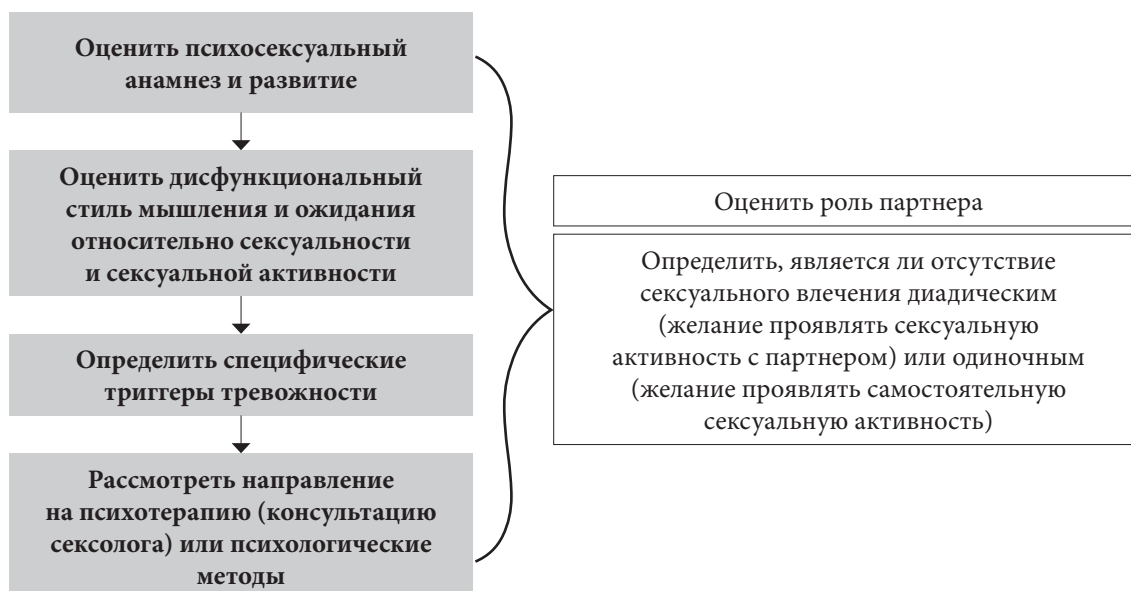 Оценить психосексуальный
анамнез и развитие
Оценить дисфункциональный
стиль мышления и ожидания
относительно сексуальности
и сексуальной активности
Определить специфические
триггеры тревожности
Рассмотреть направление
на психотерапию (консультацию
сексолога) или психологические
методы
Оценить роль партнера
Определить, является ли отсутствие
сексуального влечения диадическим
(желание проявлять сексуальную
активность с партнером) или одиночным
(желание проявлять самостоятельную
сексуальную активность)